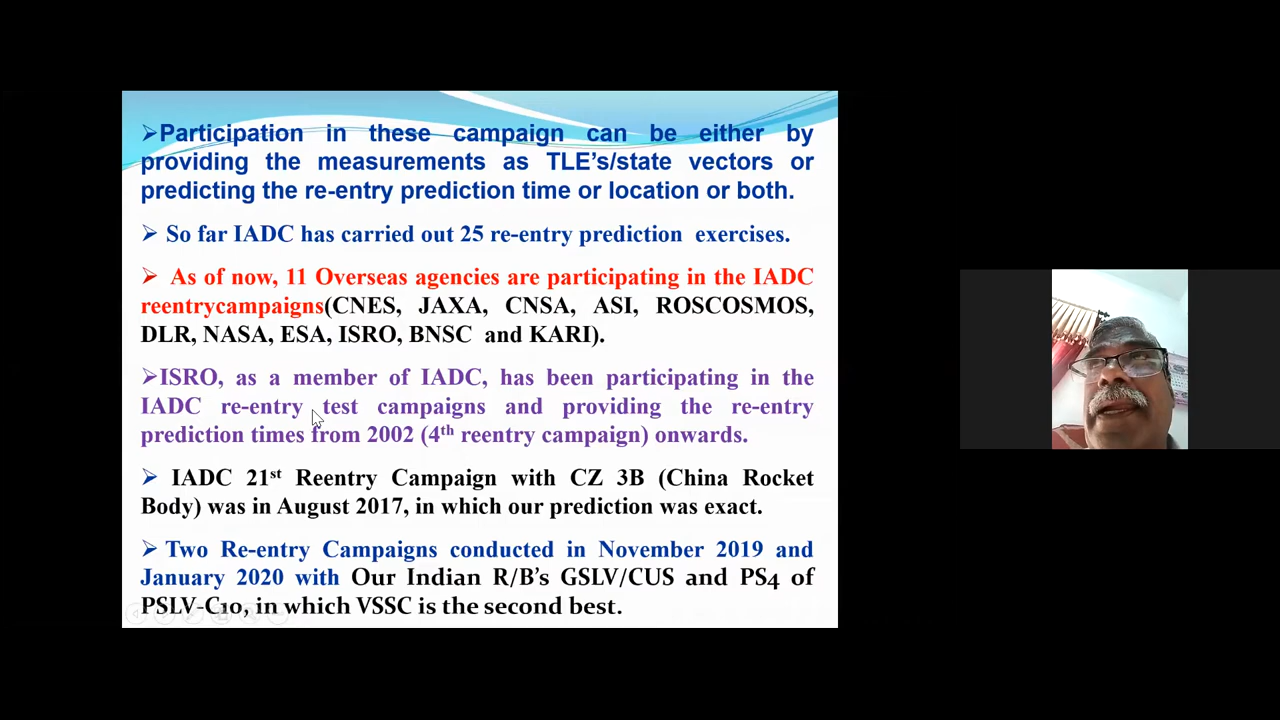 ➢Participation in these campaign can be either by
providing the measurements as TLE's/state vectors or
predicting the re-entry prediction time or location or both.
➢ So far IADC has carried out 25 re-entry prediction exercises.
➢ As of now, 11 Overseas agencies are participating in the IADC
reentrycampaigns(CNES, JAXA, CNSA, ASI, ROSCOSMOS,
DLR, NASA, ESA, ISRO, BNSC and KARI).
➢ISRO, as a member of IADC, has been participating in the
IADC re-entry test campaigns and providing the re-entry
prediction times from 2002 (4th reentry campaign) onwards.
➢ IADC 21st Reentry Campaign with CZ 3B (China Rocket
Body) was in August 2017, in which our prediction was exact.
➢ Two Re-entry Campaigns conducted in November 2019 and
January 2020 with Our Indian R/B's GSLV/CUS and PS4 of
PSLV-C10, in which VSSC is the second best.